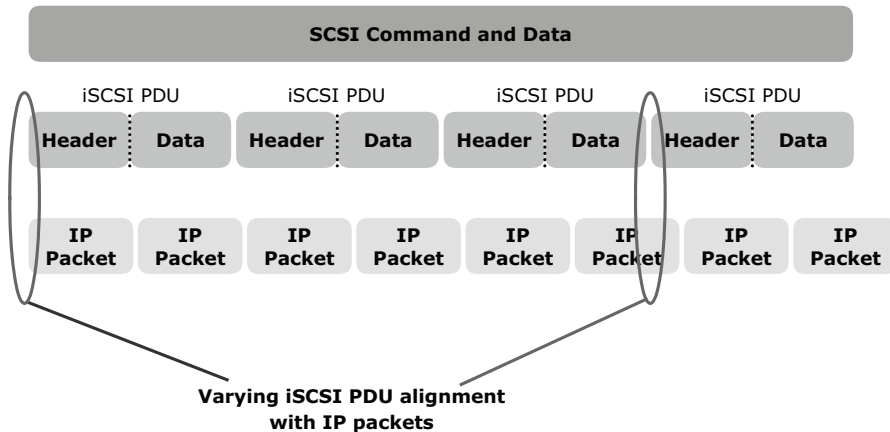 SCSI Command and Data
iSCSI PDU iSCSI PDU iSCSI PDU iSCSI PDU
Header Data Header Data Header Data Header Data
IP Packet IP Packet IP Packet IP Packet IP Packet IP Packet IP Packet IP Packet
Varying iSCSI PDU alignment
with IP packets